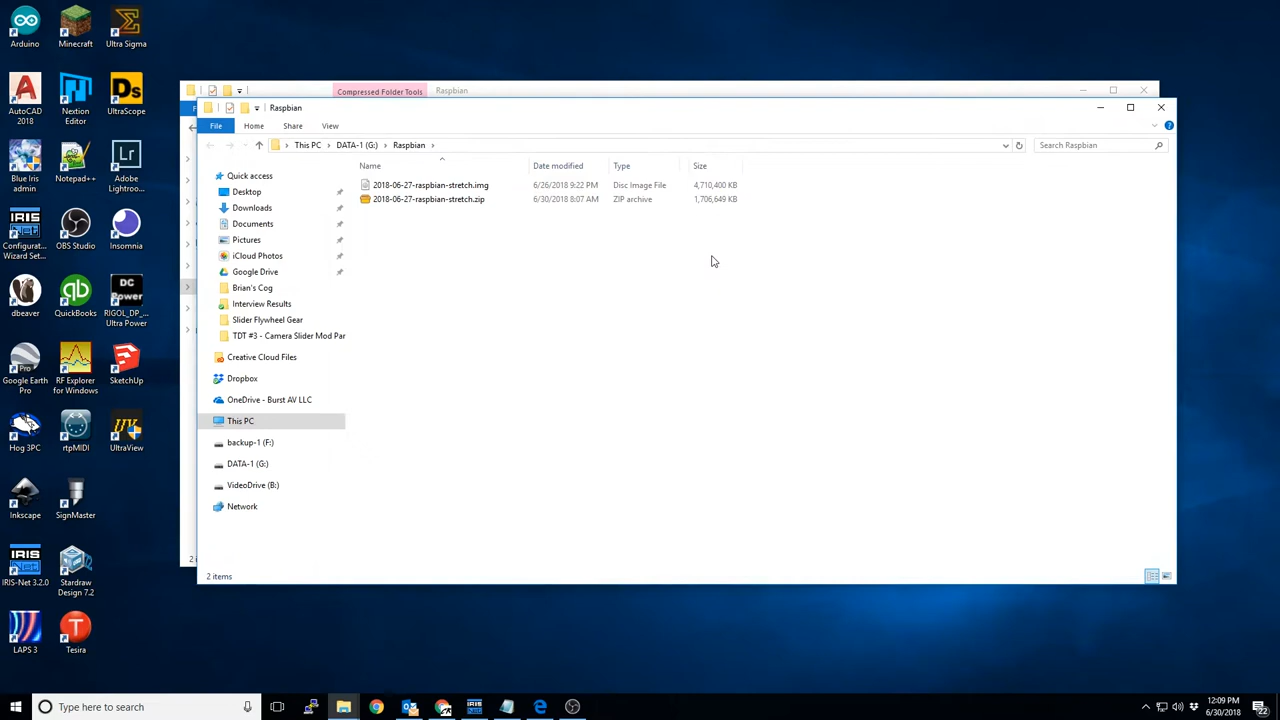 Arduino
Minecraft
Ultra Sigma
AutoCAD
2018
Nextion
Editor
UltraScope
Blue Iris
admin
Notepad++
Adobe
Lightroo...
Configurat...
Wizard Set...
OBS Studio
Insomnia
dbeaver
QuickBooks
DC
Power
RIGOL_DP_...
Ultra Power
Google Earth
Pro
RF Explorer
for Windows
SketchUp
Hog 3PC
rtpMIDI
UltraView
Inkscape
SignMaster
IRIS-Net 3.2.0
Stardraw
Design 7.2
LAPS 3
Tesira
Compressed Folder Tools
Raspbian
Raspbian
File
Home
Share
View
This PC
DATA-1 (G:)
Raspbian
Search Raspbian
Name
Date modified
Type
Size
2018-06-27-raspbian-stretch.img
6/26/2018 9:22 PM
Disc Image File
4,710,400 KB
2018-06-27-raspbian-stretch.zip
6/30/2018 8:07 AM
ZIP archive
1,706,649 KB
Quick access
Desktop
Downloads
Documents
Pictures
iCloud Photos
Google Drive
Brian's Cog
Interview Results
Slider Flywheel Gear
TDT #3 - Camera Slider Mod Par
Creative Cloud Files
Dropbox
OneDrive - Burst AV LLC
This PC
backup-1 (F:)
DATA-1 (G:)
VideoDrive (B:)
Network
2 items
Type here to search
12:09 PM
6/30/2018
22